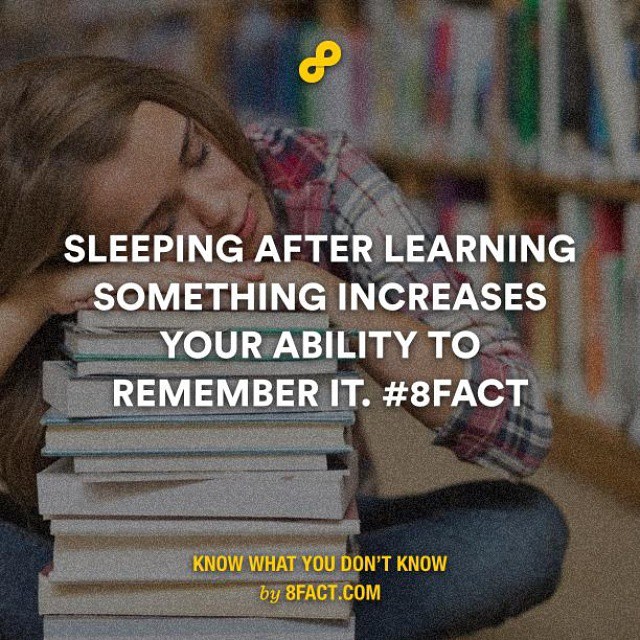 SLEEPING AFTER LEARNING
SOMETHING INCREASES
YOUR ABILITY TO
REMEMBER IT. #8FACT
KNOW WHAT YOU DON'T KNOW
by 8FACT.COM